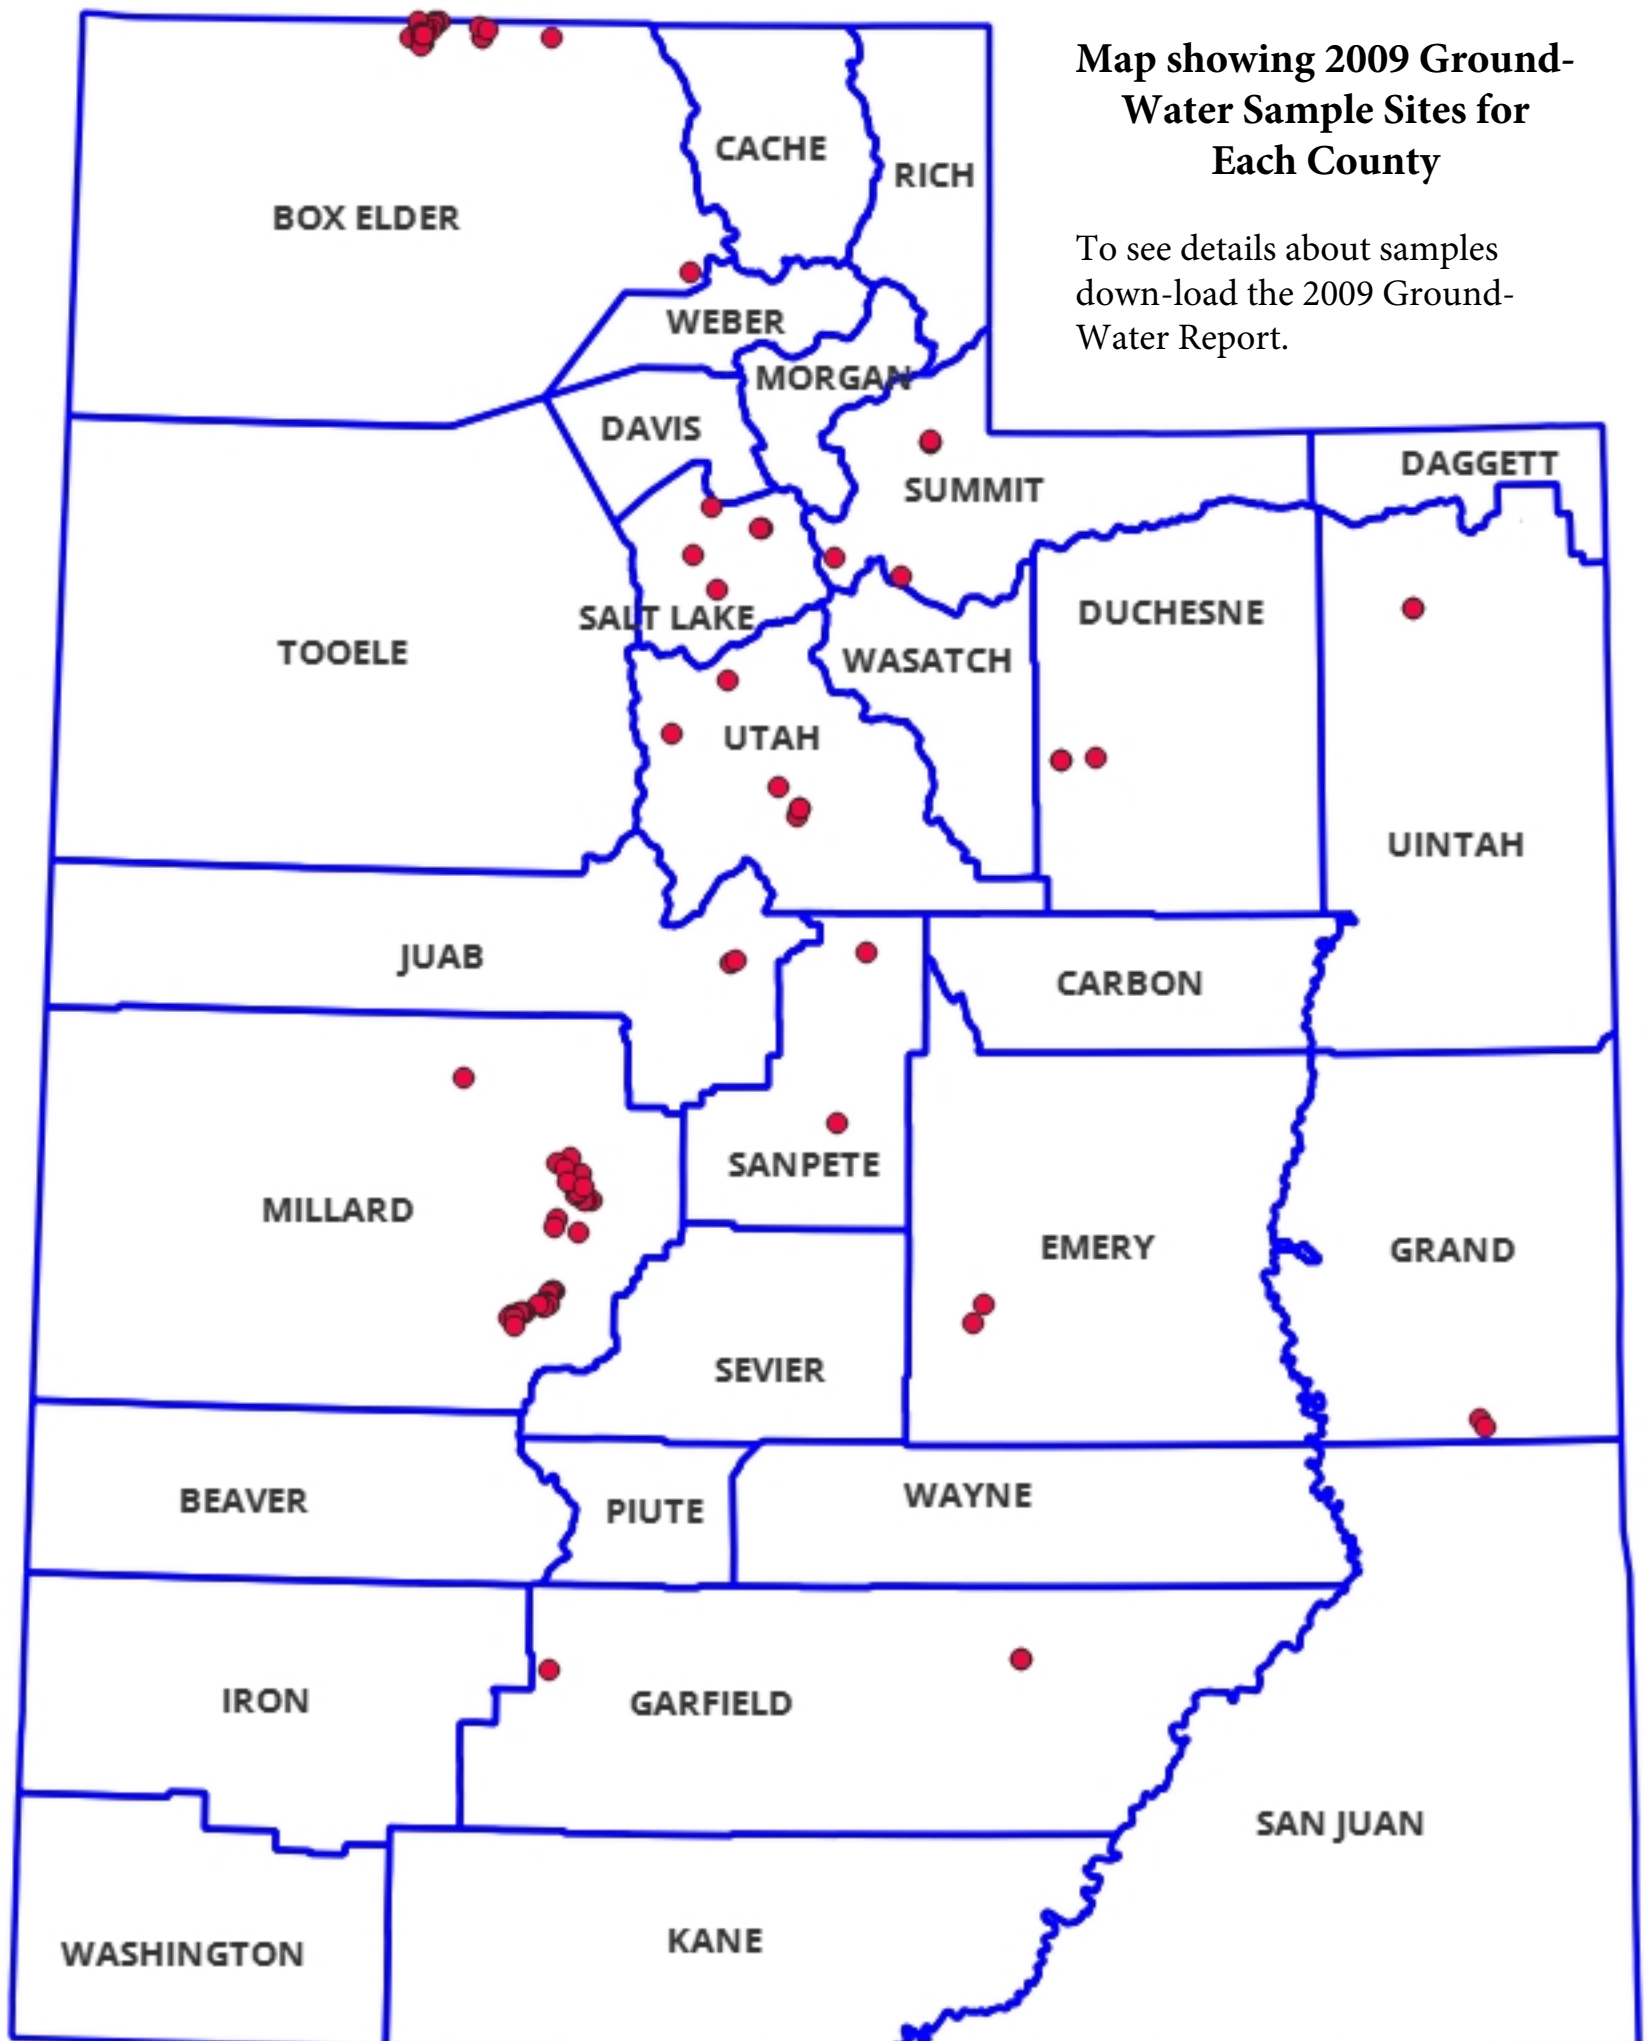 Map showing 2009 Ground-
Water Sample Sites for
Each County
To see details about samples
down-load the 2009 Ground-
Water Report.
CACHE
RICH
BOX ELDER
WEBER
MORGAN
DAVIS
DAGGETT
SUMMIT
SALT LAKE
DUCHESNE
TOOELE
WASATCH
UTAH
UINTAH
JUAB
CARBON
SANPETE
MILLARD
EMERY
GRAND
SEVIER
BEAVER
PIUTE
WAYNE
IRON
GARFIELD
SAN JUAN
WASHINGTON
KANE